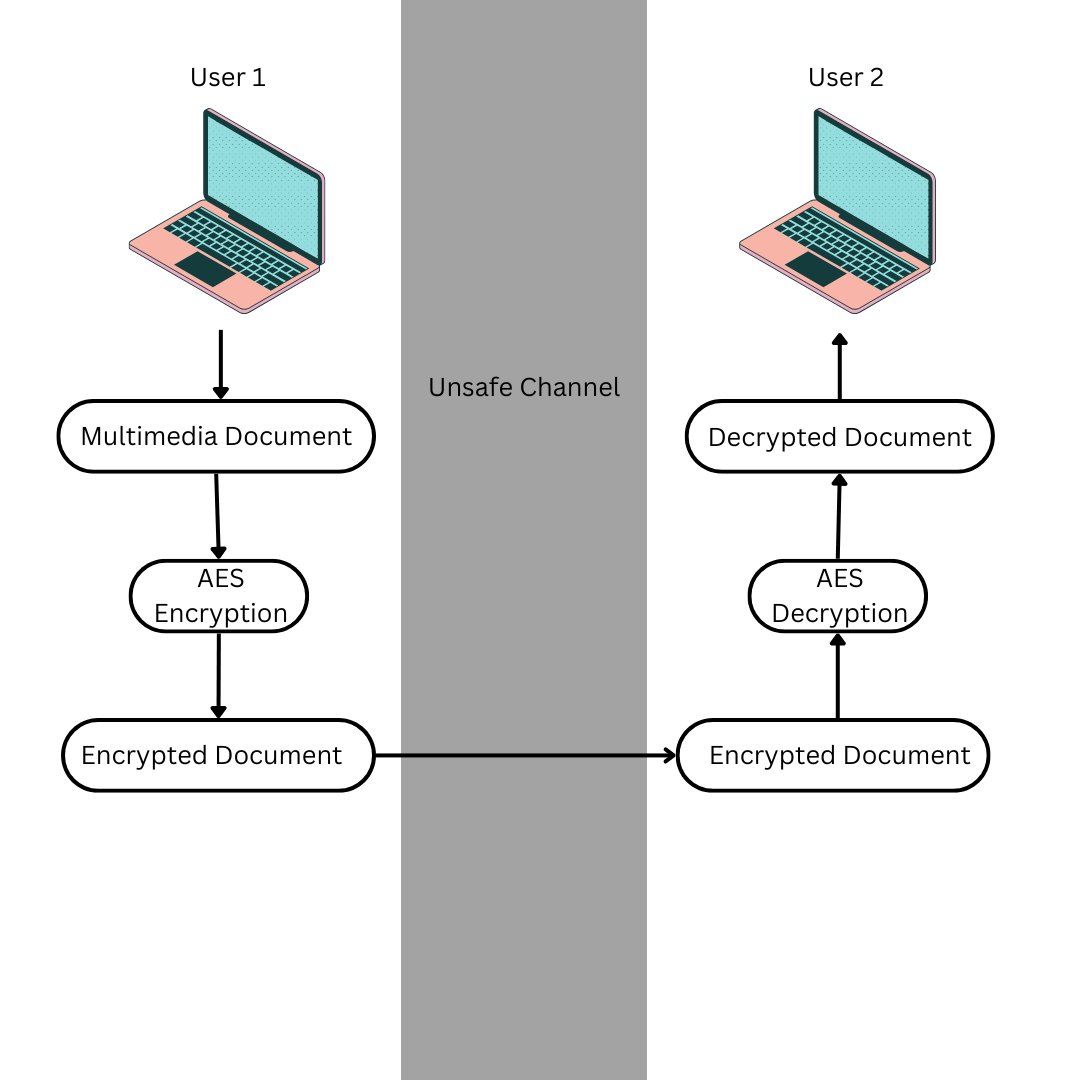 User 1
Multimedia Document
AES
Encryption
Encrypted Document
Unsafe Channel
User 2
Decrypted Document
AES
Decryption
Encrypted Document